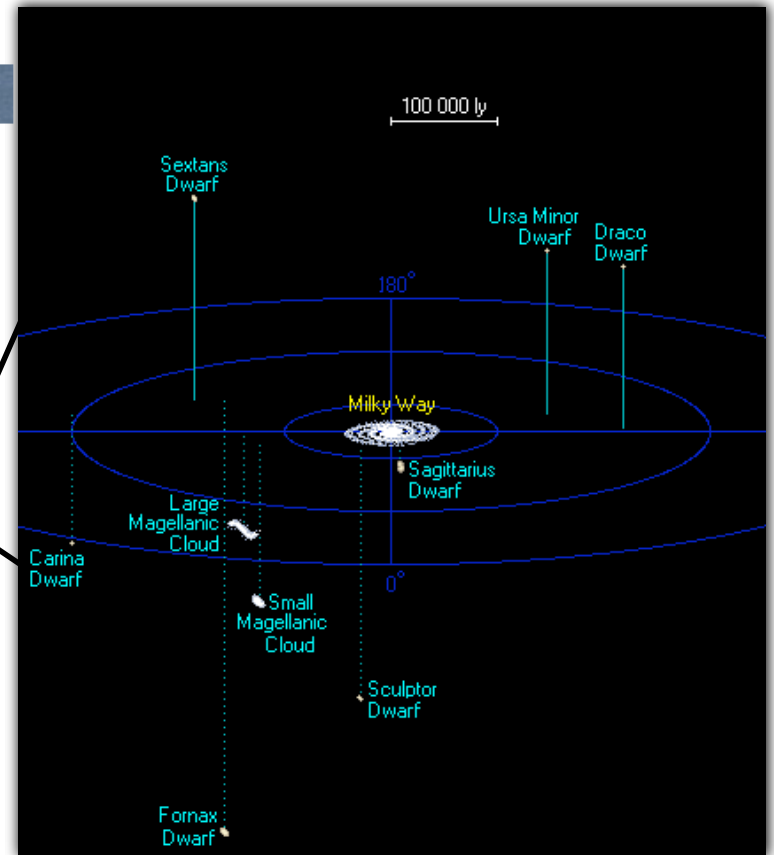 100 000 ly
Sextans
Dwarf
Ursa Minor
Dwarf
Draco
Dwarf
180°
Milky Way
Sagittarius
Dwarf
Large
Magellanic
Cloud
Carina
Dwarf
0°
Small
Magellanic
Cloud
Sculptor
Dwarf
Fornax
Dwarf